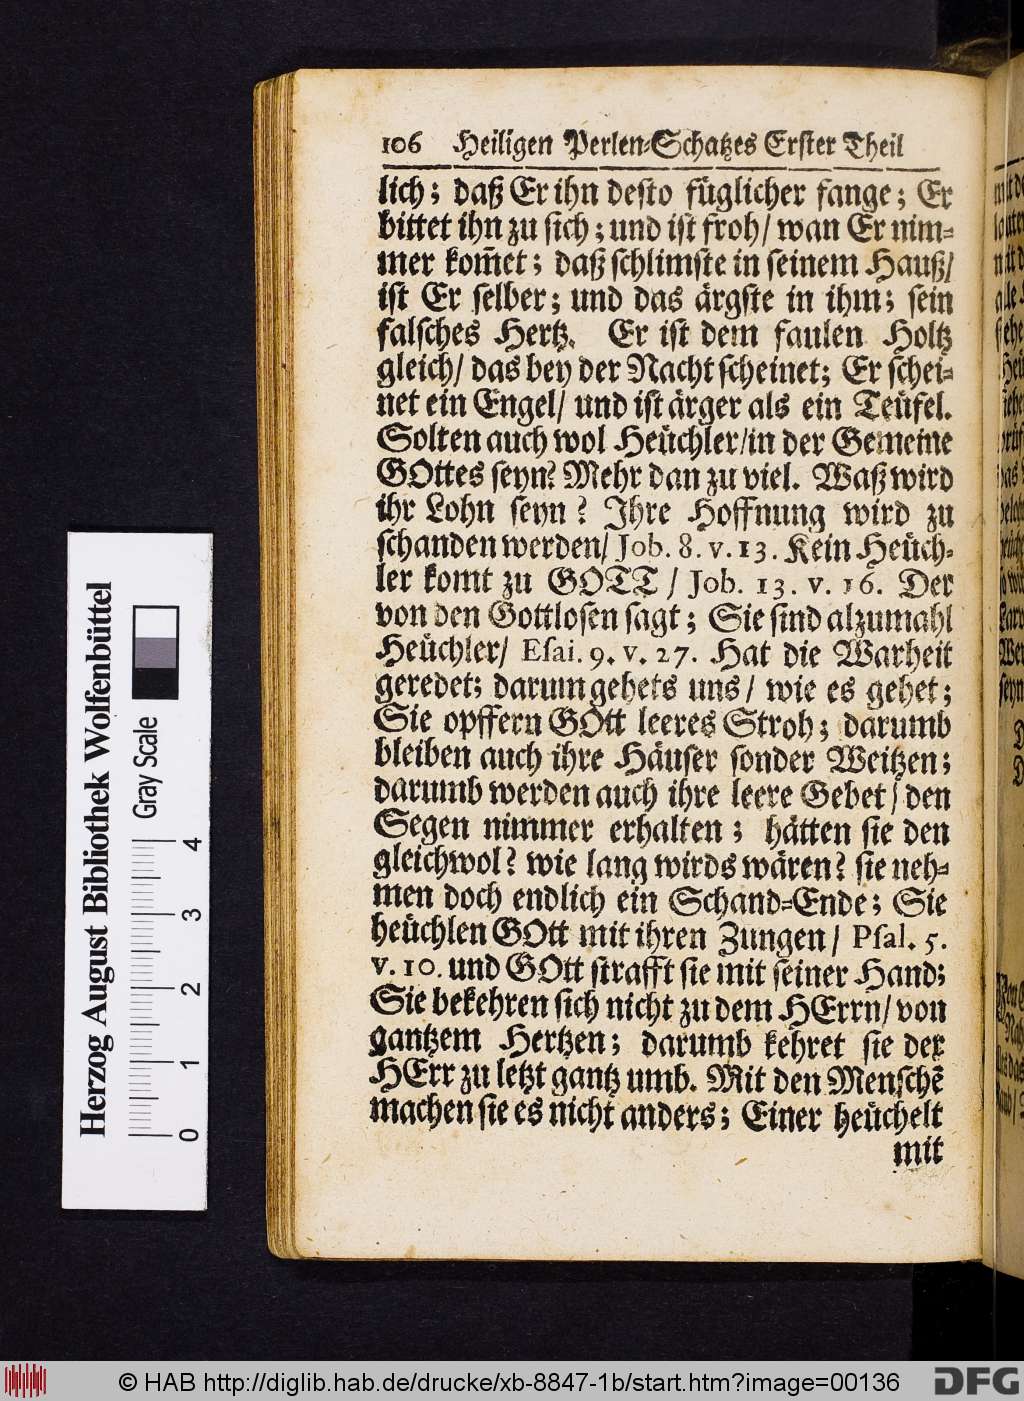 106 Heiligen Perlen-Schatzes Erster Theil
lich; daß Er ihn desto füglicher fange; Er
bittet ihn zu sich; und ist froh/ wan Er nim-
mer kom̃et; daß schlimste in seinem Hauß/
ist Er selber; und das ärgste in ihm; sein
falsches Hertz. Er ist dem faulen Holtz
gleich/ das bey der Nacht scheinet; Er schei-
net ein Engel/ und ist ärger als ein Teüfel.
Solten auch wol Heüchler/in der Gemeine
GOttes seyn? Mehr dan zu viel. Waß wird
ihr Lohn seyn? Ihre Hoffnung wird zu
schanden werden/ Job. 8. v. 13. Kein Heüch-
ler komt zu GOTT/ Job. 13. v. 16. Der
von den Gottlosen sagt; Sie sind alzumahl
Heüchler/ Esai. 9. v. 27. Hat die Warheit
geredet; darum gehets uns/ wie es gehet;
Sie opffern GOtt leeres Stroh; darumb
bleiben auch ihre Häuser sonder Weitzen;
darumb werden auch ihre leere Gebet/ den
Segen nimmer erhalten; hätten sie den
gleichwol? wie lang wirds wären? sie neh-
men doch endlich ein Schand-Ende; Sie
heüchlen GOtt mit ihren Zungen/ Psal. 5.
v. 10. und GOtt strafft sie mit seiner Hand;
Sie bekehren sich nicht zu dem HErrn/ von
gantzem Hertzen; darumb kehret sie der
HErr zu letzt gantz umb. Mit den Menschẽ
machen sie es nicht anders; Einer heüchelt
mit
Herzog August Bibliothek Wolfenbüttel
Gray Scale
0 1 2 3 4
© HAB http://diglib.hab.de/drucke/xb-8847-1b/start.htm?image=00136
DFG